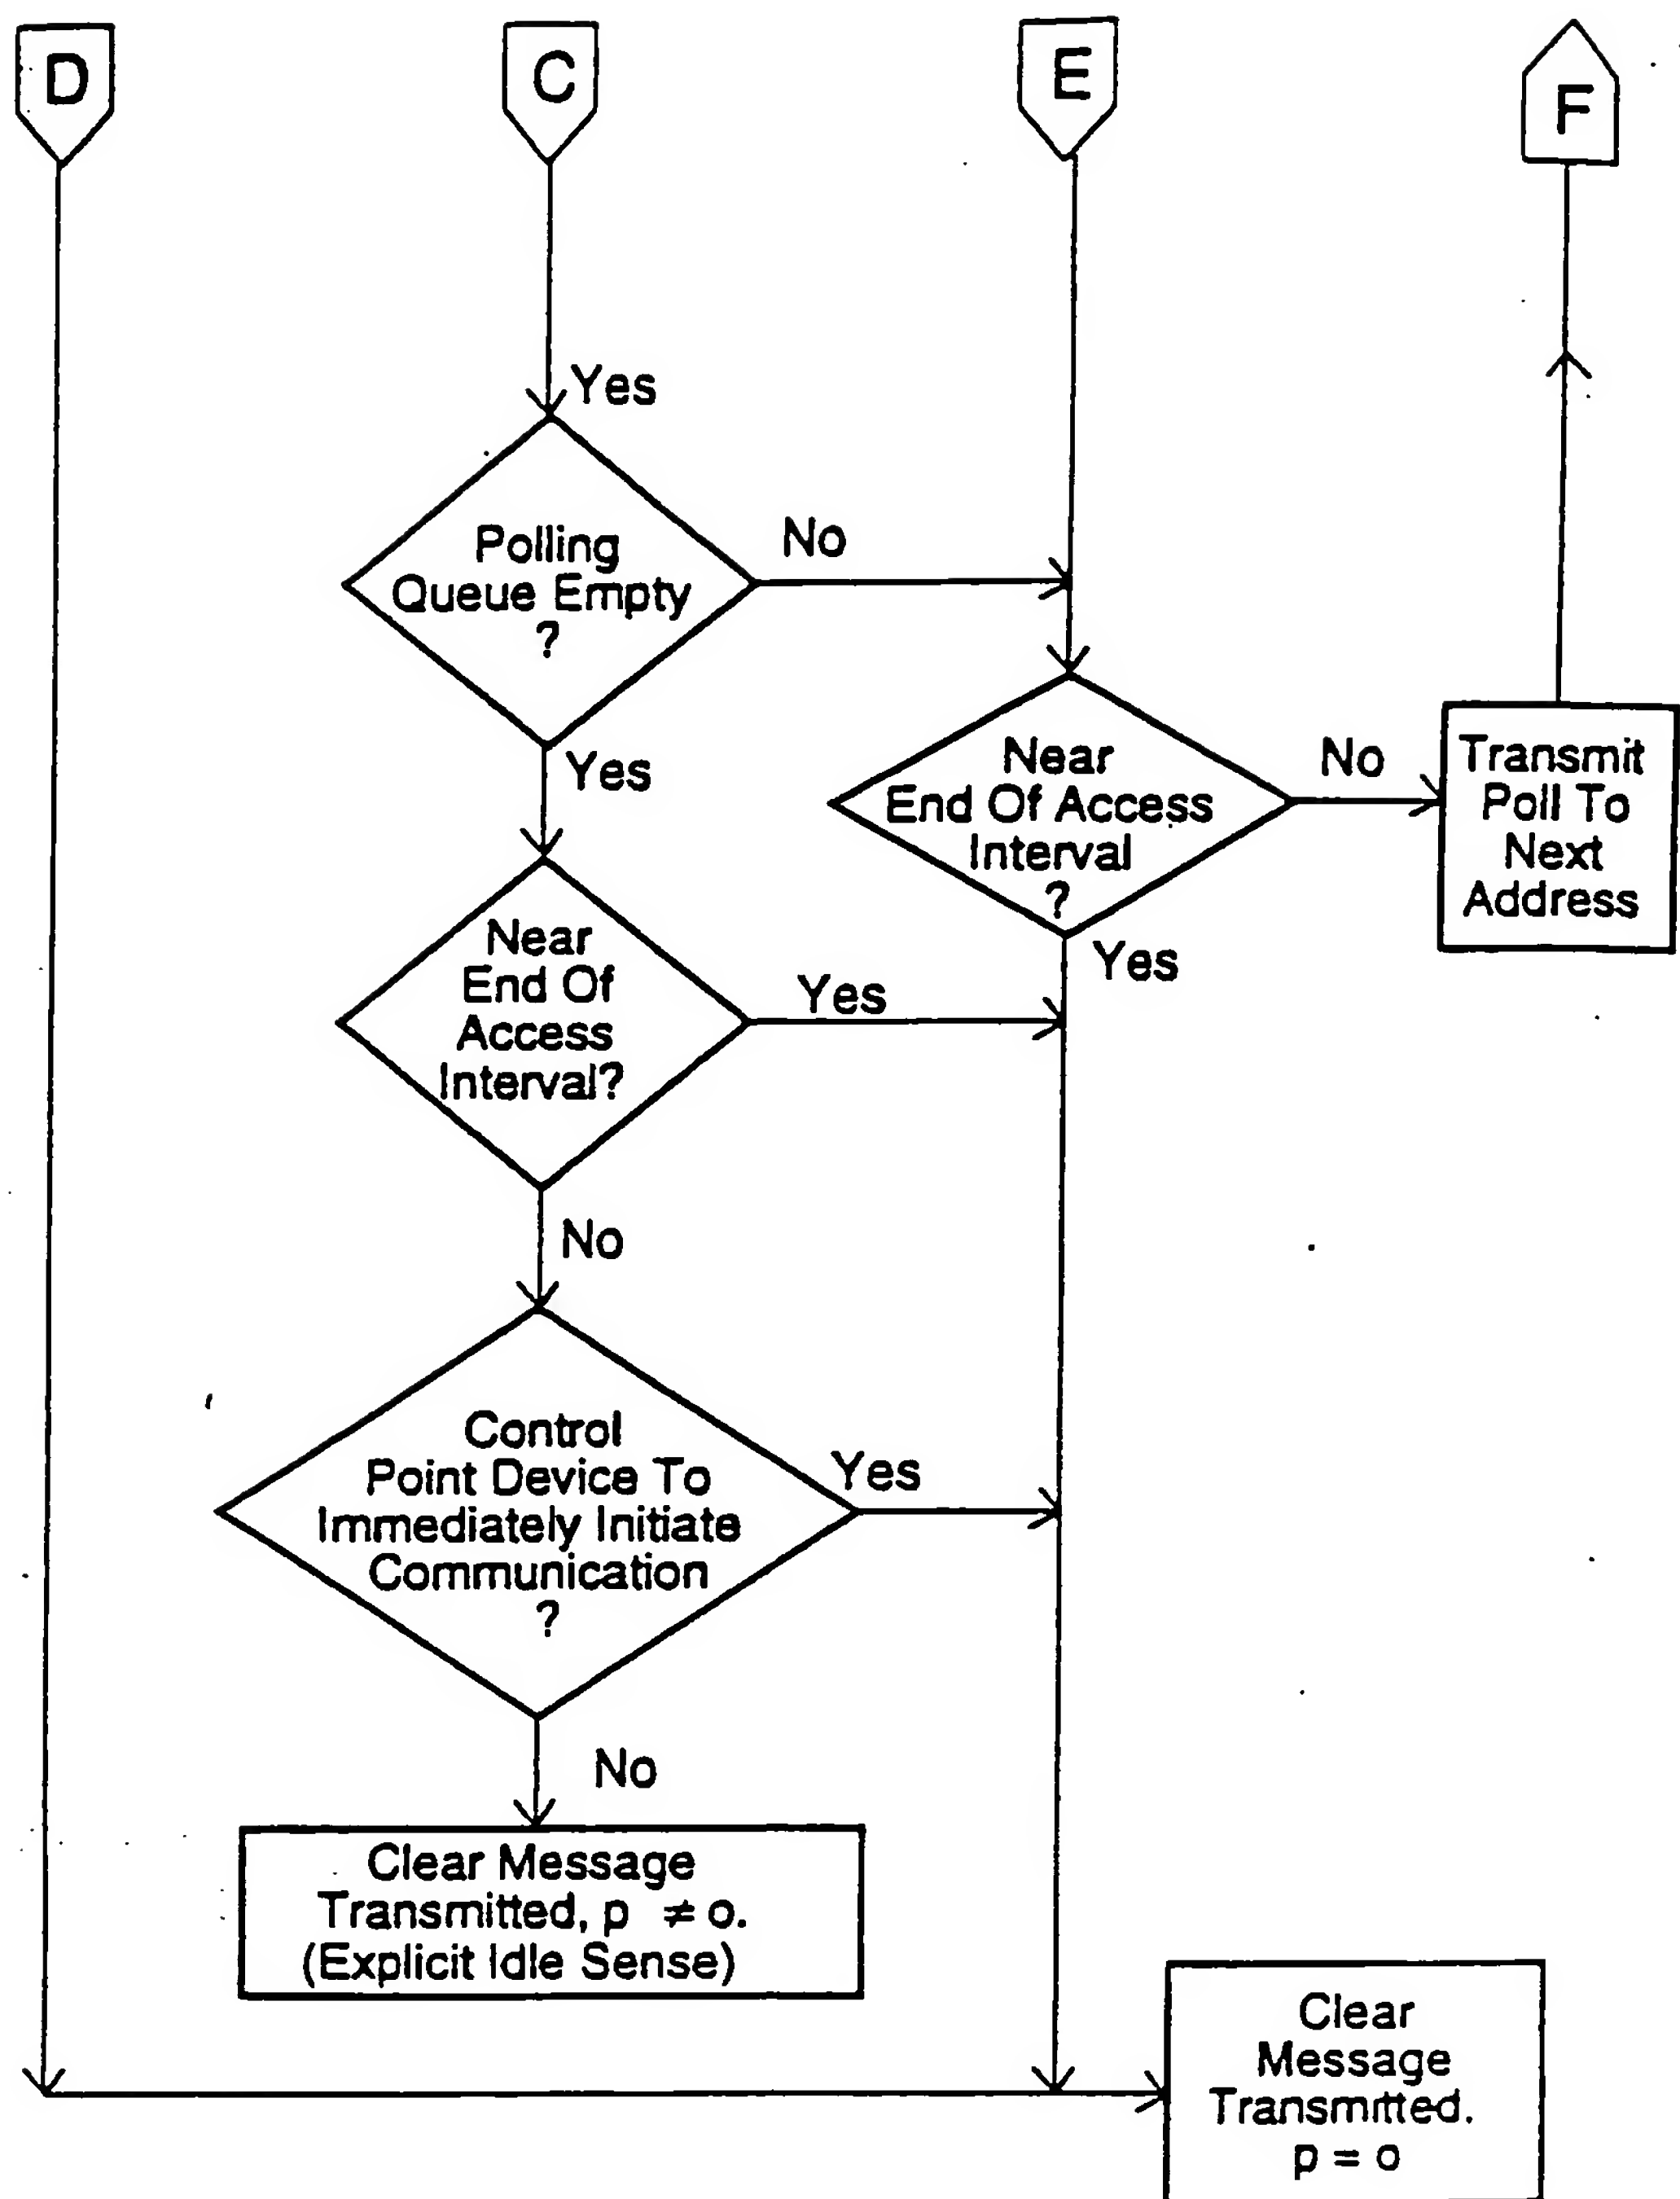 D
C
E
F
Yes
Polling
Queue Empty
?
No
Yes
Near
End Of Access
Interval
?
No
Transmit
Poll To
Next
Address
Yes
Near
End Of
Access
Interval?
Yes
No
Control
Point Device To
Immediately Initiate
Communication
?
Yes
No
Clear Message
Transmitted, p ≠ o.
(Explicit Idle Sense)
Clear
Message
Transmitted.
p = o